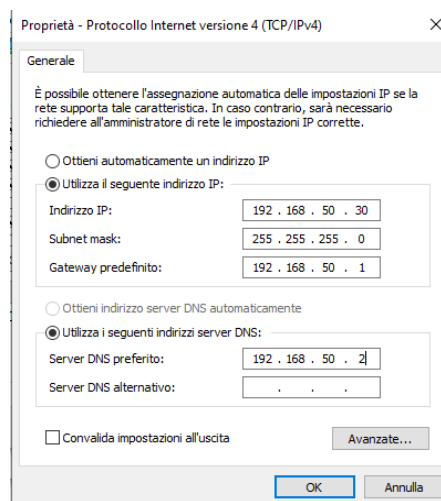 Proprietà - Protocollo Internet versione 4 (TCP/IPv4)
Generale
È possibile ottenere l'assegnazione automatica delle impostazioni IP se la
rete supporta tale caratteristica. In caso contrario, sarà necessario
richiedere all'amministratore di rete le impostazioni IP corrette.
Ottieni automaticamente un indirizzo IP
Utilizza il seguente indirizzo IP:
Indirizzo IP: 192 . 168 . 50 . 30
Subnet mask: 255 . 255 . 255 . 0
Gateway predefinito: 192 . 168 . 50 . 1
Ottieni indirizzo server DNS automaticamente
Utilizza i seguenti indirizzi server DNS:
Server DNS preferito: 192 . 168 . 50 . 2
Server DNS alternativo: . . .
Convalida impostazioni all'uscita Avanzate...
OK Annulla